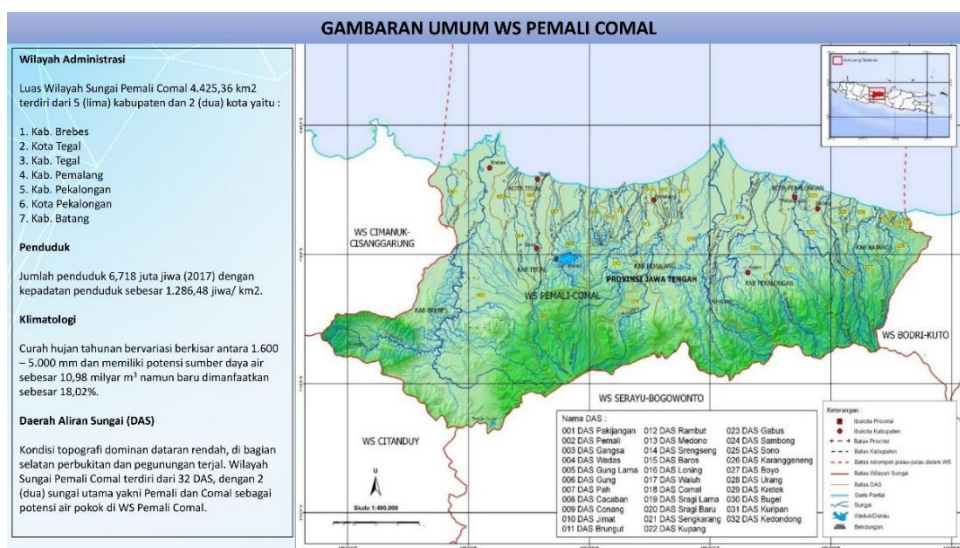 GAMBARAN UMUM WS PEMALI COMAL
Wilayah Administrasi
Luas Wilayah Sungai Pemali Comal 4.425,36 km2
terdiri dari 5 (lima) kabupaten dan 2 (dua) kota yaitu :
1. Kab. Brebes
2. Kota Tegal
3. Kab. Tegal
4. Kab. Pemalang
5. Kab. Pekalongan
6. Kota Pekalongan
7. Kab. Batang
Penduduk
Jumlah penduduk 6,718 juta jiwa (2017) dengan
kepadatan penduduk sebesar 1.286,48 jiwa/ km2.
Klimatologi
Curah hujan tahunan bervariasi berkisar antara 1.600
– 5.000 mm dan memiliki potensi sumber daya air
sebesar 10,98 milyar m³ namun baru dimanfaatkan
sebesar 18,02%.
Daerah Aliran Sungai (DAS)
Kondisi topografi dominan dataran rendah, di bagian
selatan perbukitan dan pegunungan terjal. Wilayah
Sungai Pemali Comal terdiri dari 32 DAS, dengan 2
(dua) sungai utama yakni Pemali dan Comal sebagai
potensi air pokok di WS Pemali Comal.
Brebes
Tegal
KOTA TEGAL
KOTA PEKALONGAN
WS CIMANUK-
CISANGGARUNG
KAB BATANG
KAB TEGAL
KAB PEMALANG
PROVINSI JAWA TENGAH
KAB PEKALONGAN
WS PEMALI-COMAL
KAB BREBES
WS BODRI-KUTO
WS SERAYU-BOGOWONTO
WS CITANDUY
U
Skala 1:400.000
Nama DAS :
001 DAS Pakijangan
002 DAS Pemali
003 DAS Gangsa
004 DAS Wadas
005 DAS Gung Lama
006 DAS Gung
007 DAS Pah
008 DAS Cacaban
009 DAS Conang
010 DAS Jimat
011 DAS Brungut
012 DAS Rambut
013 DAS Medono
014 DAS Srengseng
015 DAS Baros
016 DAS Loning
017 DAS Waluh
018 DAS Comal
019 DAS Sragi Lama
020 DAS Sragi Baru
021 DAS Sengkarang
022 DAS Kupang
023 DAS Gabus
024 DAS Sambong
025 DAS Sono
026 DAS Karanggeneng
027 DAS Boyo
028 DAS Urang
029 DAS Kretek
030 DAS Bugel
031 DAS Kuripan
032 DAS Kedondong
Keterangan :
Ibukota Provinsi
Ibukota Kabupaten
Batas Provinsi
Batas Kabupaten
Batas kelompok pulau-pulau dalam WS
Batas Wilayah Sungai
Batas DAS
Garis Pantai
Sungai
Waduk/Danau
Bendungan